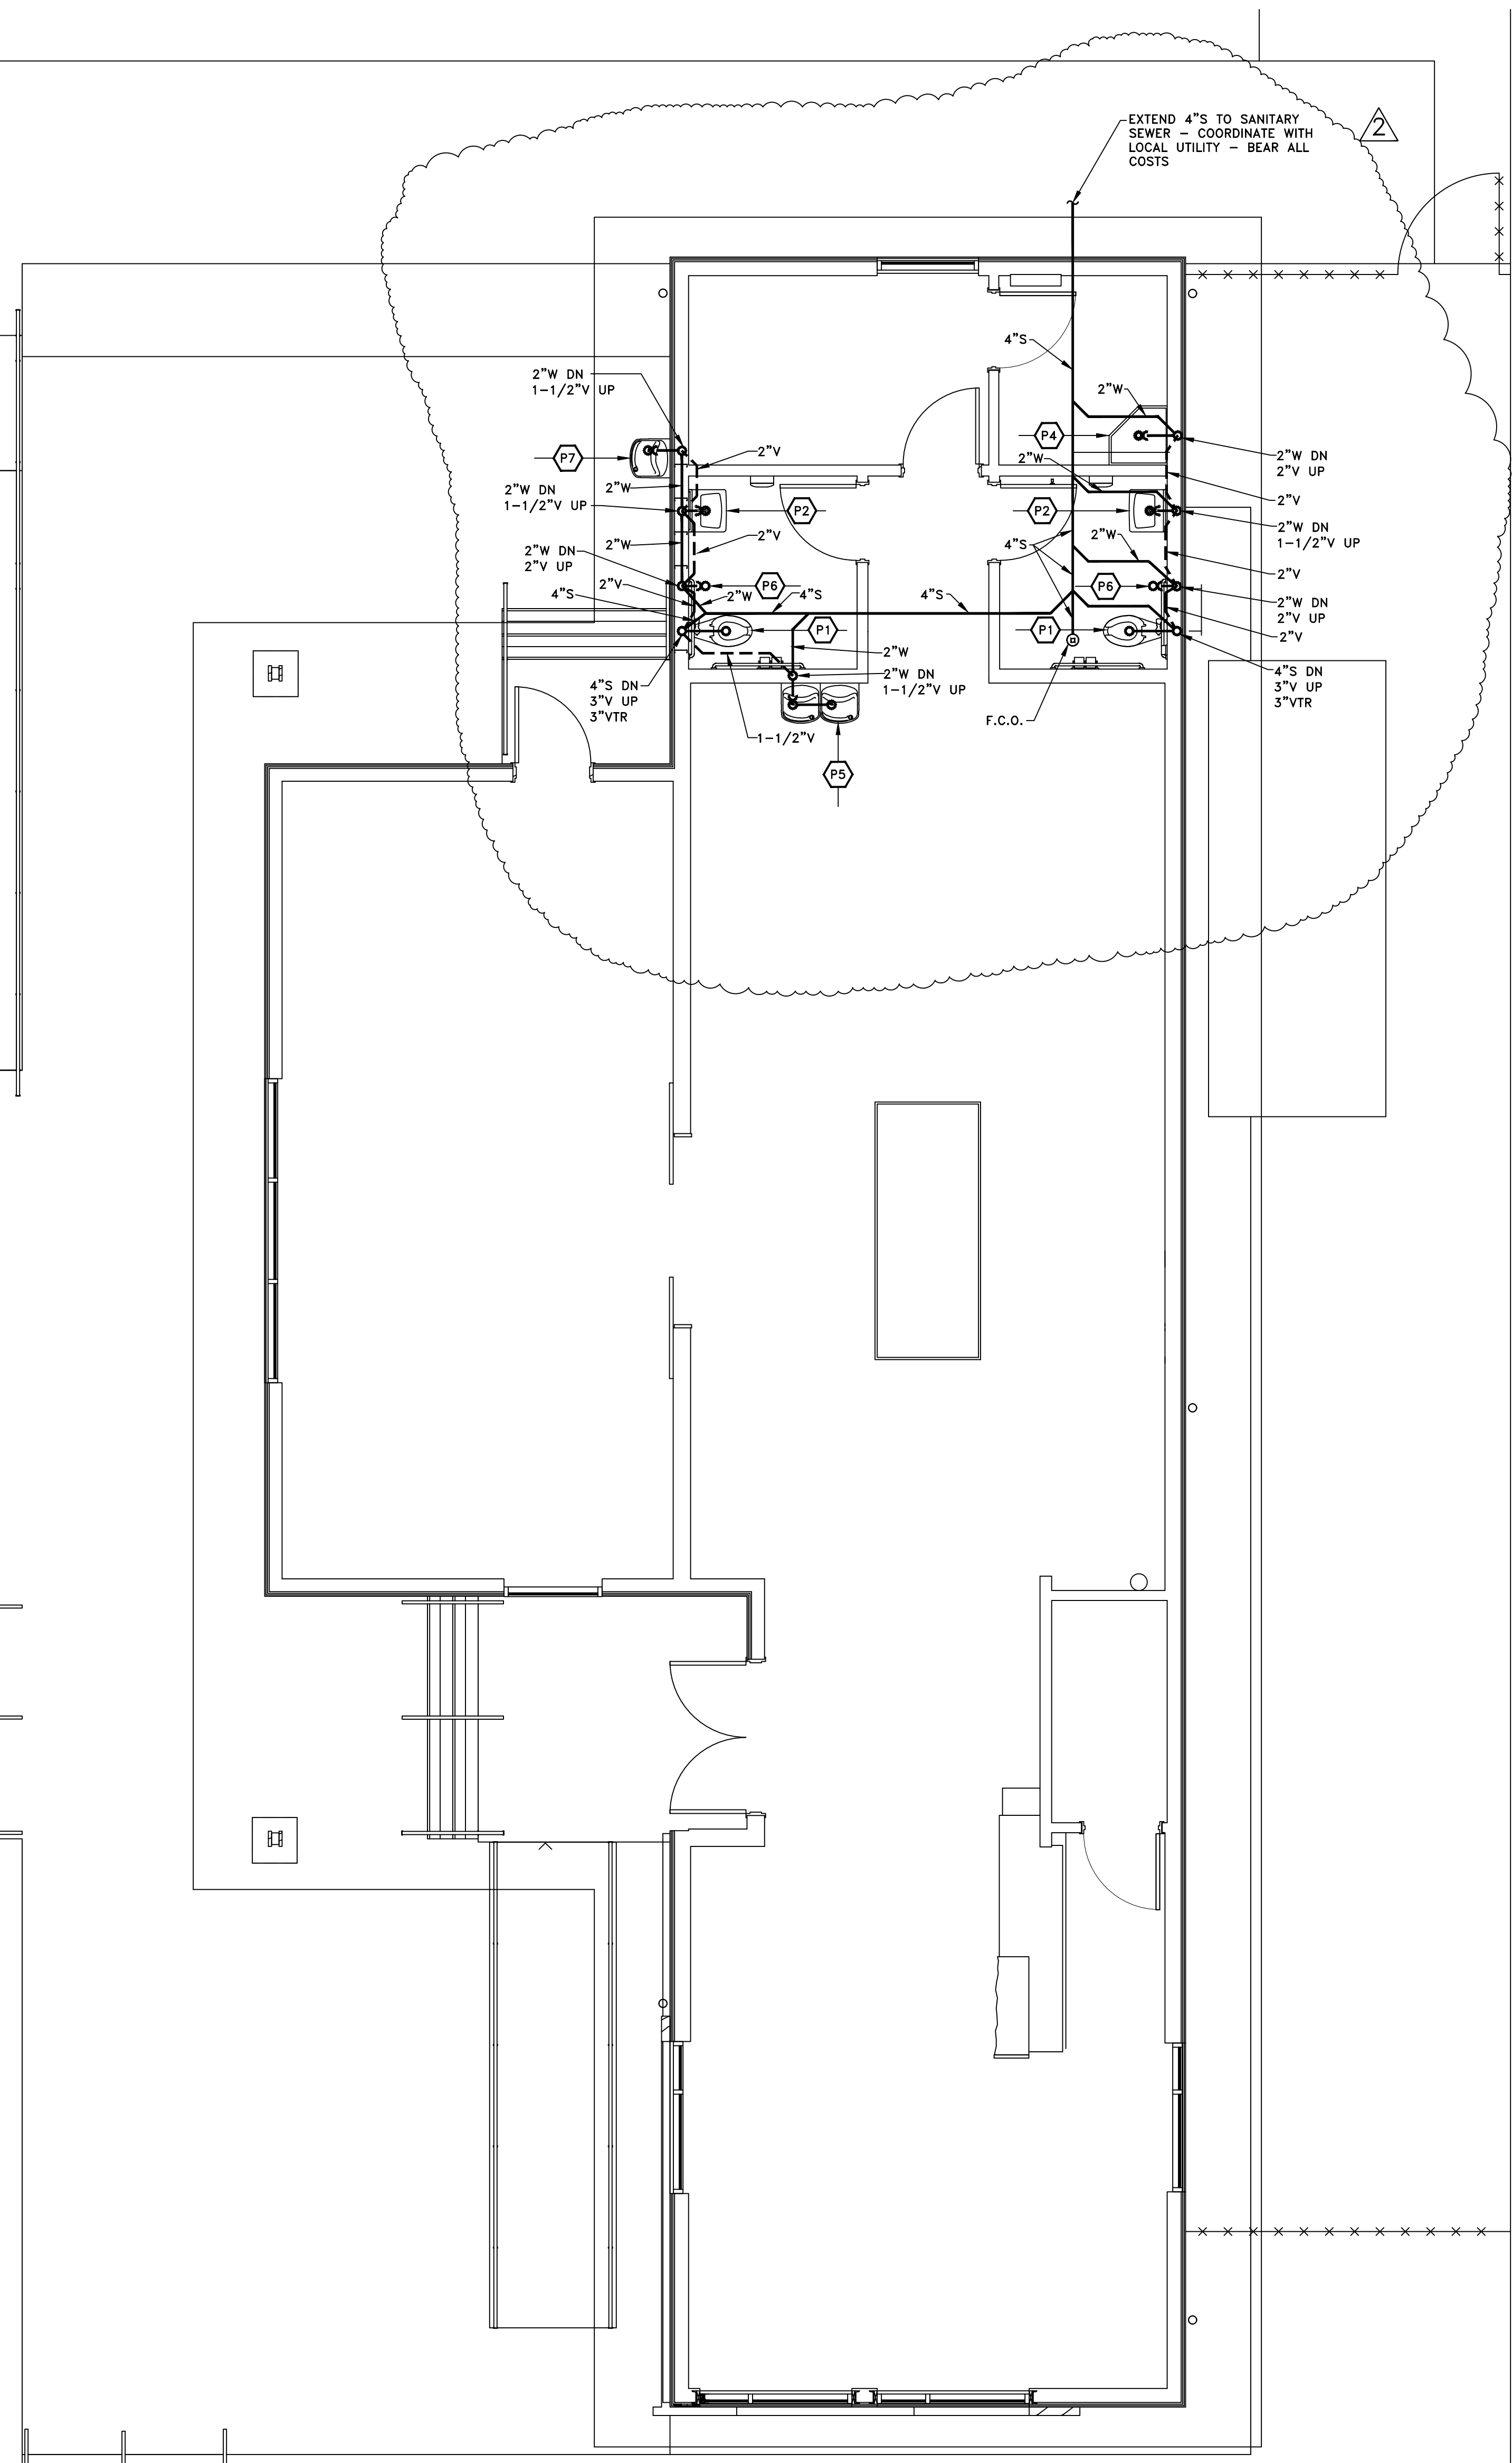 EXTEND 4"S TO SANITARY
SEWER – COORDINATE WITH
LOCAL UTILITY – BEAR ALL
COSTS
2
4"S
2"W DN
1-1/2"V UP
2"W
P7
2"V
P4
2"W DN
2"V UP
2"W DN
1-1/2"V UP
2"W
2"W
2"V
P2
P2
2"W DN
1-1/2"V UP
2"W
2"V
4"S
2"W
2"W DN
2"V UP
2"V
2"V
P6
P6
4"S
2"W
4"S
4"S
2"W DN
2"V UP
P1
P1
2"V
2"W
4"S DN
3"V UP
3"VTR
2"W DN
1-1/2"V UP
4"S DN
3"V UP
3"VTR
F.C.O.
1-1/2"V
P5